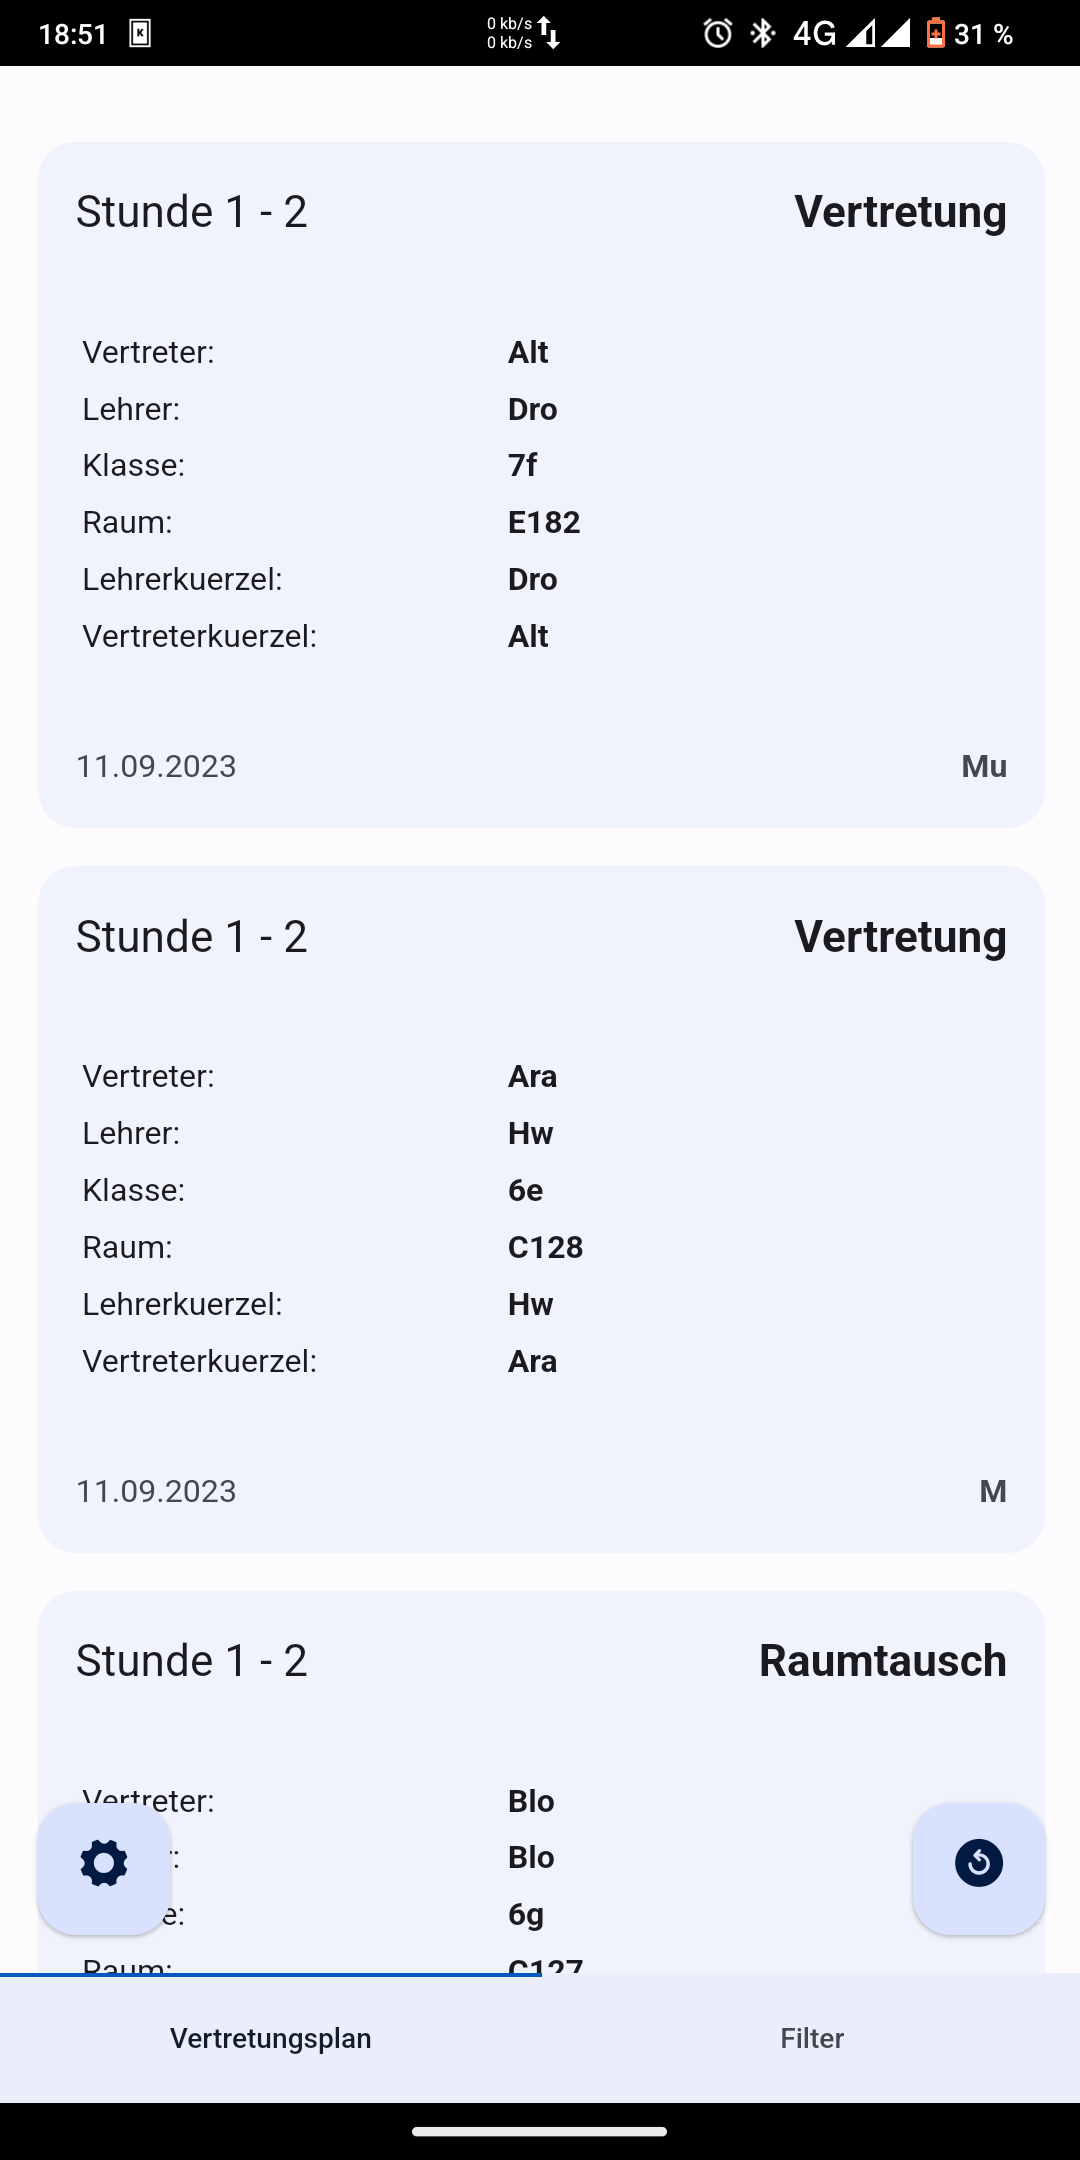 18:51
0 kb/s
0 kb/s
4G
31 %
Stunde 1 - 2 Vertretung
Vertreter: Alt
Lehrer: Dro
Klasse: 7f
Raum: E182
Lehrerkuerzel: Dro
Vertreterkuerzel: Alt
11.09.2023 Mu
Stunde 1 - 2 Vertretung
Vertreter: Ara
Lehrer: Hw
Klasse: 6e
Raum: C128
Lehrerkuerzel: Hw
Vertreterkuerzel: Ara
11.09.2023 M
Stunde 1 - 2 Raumtausch
Vertreter: Blo
Blo
6g
Raum: C127
Vertretungsplan Filter